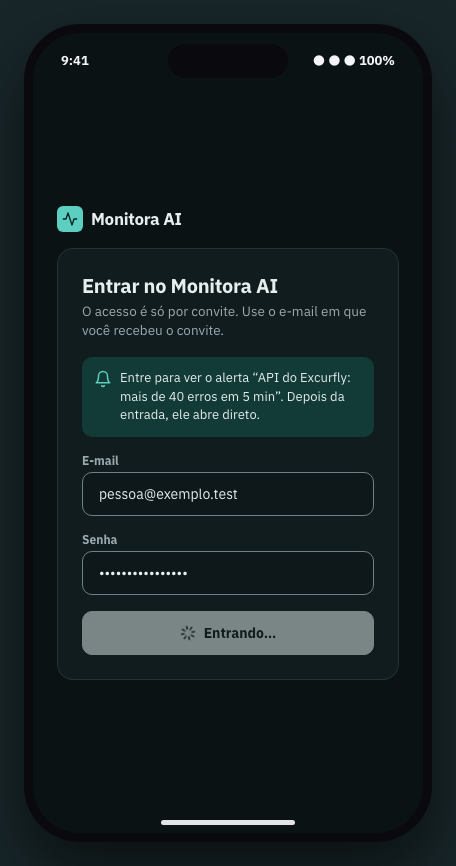 9:41
100%
Monitora AI
Entrar no Monitora AI
O acesso é só por convite. Use o e-mail em que
você recebeu o convite.
Entre para ver o alerta “API do Excurfly:
mais de 40 erros em 5 min”. Depois da
entrada, ele abre direto.
E-mail
pessoa@exemplo.test
Senha
••••••••••••••••
Entrando...